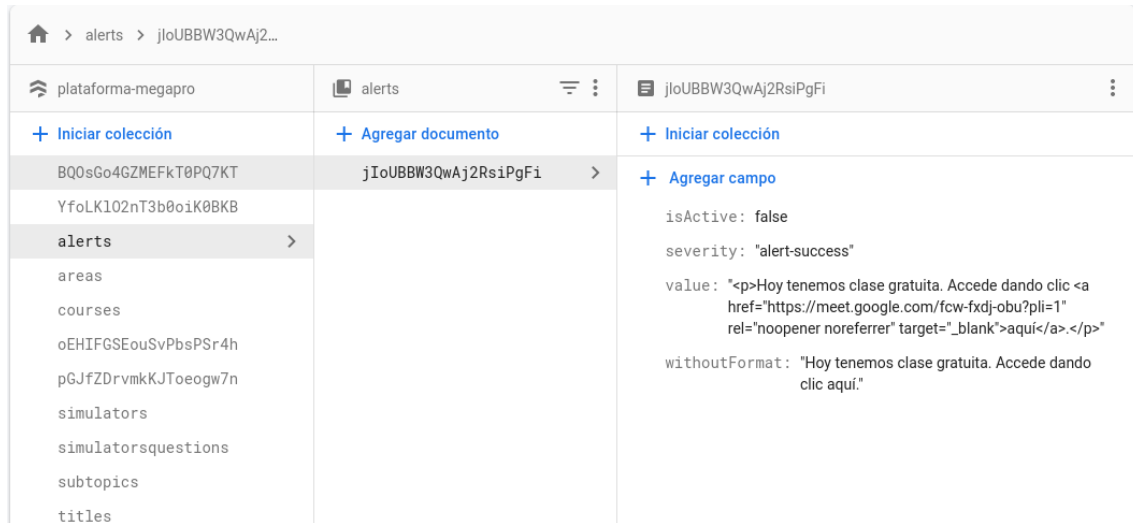 alerts > jIoUBBW3QwAj2...
plataforma-megapro
alerts
jIoUBBW3QwAj2RsiPgFi
+ Iniciar colección
+ Agregar documento
+ Iniciar colección
BQOsGo4GZMEFkT0PQ7KT
YfoLKlO2nT3b0oiK0BKB
alerts
areas
courses
oEHIFGSEouSvPbsPSr4h
pGJfZDrvmkKJToeogw7n
simulators
simulatorsquestions
subtopics
titles
jIoUBBW3QwAj2RsiPgFi
+ Agregar campo
isActive: false
severity: "alert-success"
value: "<p>Hoy tenemos clase gratuita. Accede dando clic <a
href="https://meet.google.com/fcw-fxdj-obu?pli=1"
rel="noopener noreferrer" target="_blank">aquí</a>.</p>"
withoutFormat: "Hoy tenemos clase gratuita. Accede dando
clic aquí."